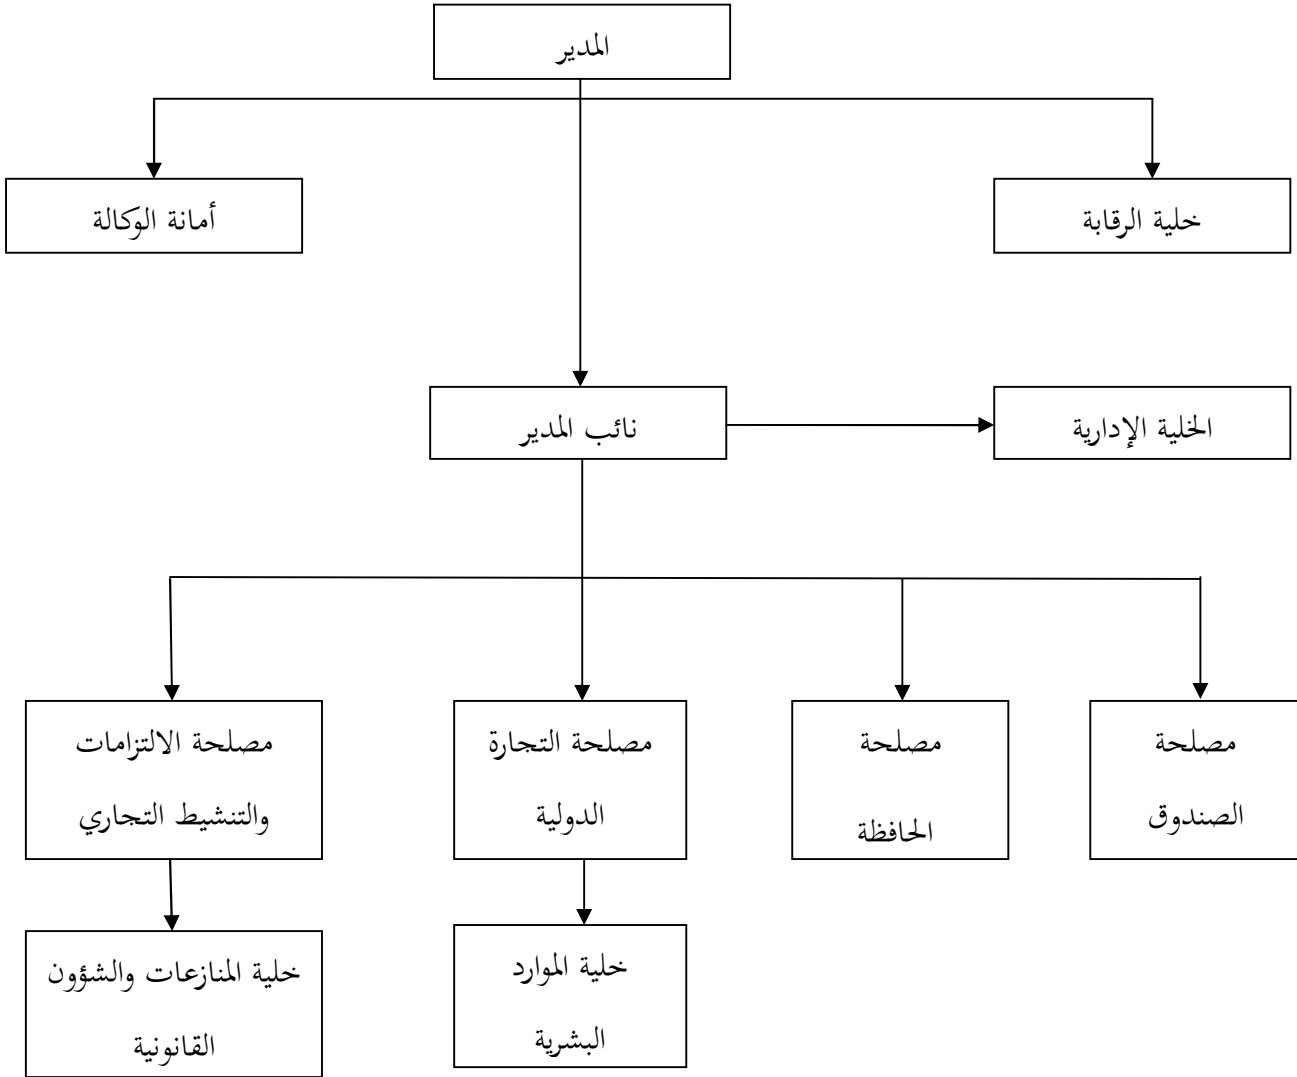 المدير
خلية الرقابة
أمانة الوكالة
نائب المدير
الخلية الإدارية
مصلحة
الصندوق
مصلحة
الحافظة
مصلحة التجارة
الدولية
مصلحة الالتزامات
والتنشيط التجاري
خلية الموارد
البشرية
خلية المنازعات والشؤون
القانونية